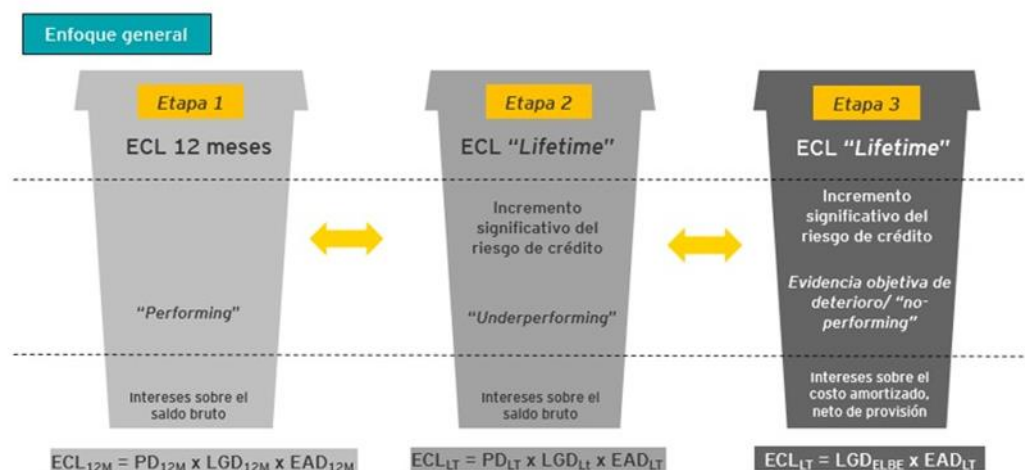 Enfoque general
Etapa 1
ECL 12 meses
"Performing"
Intereses sobre el
saldo bruto
ECL12M = PD12M x LGD12M x EAD12M
Etapa 2
ECL "Lifetime"
Incremento
significativo del
riesgo de crédito
"Underperforming"
Intereses sobre el
saldo bruto
ECLLT = PDLT x LGDLt x EADLT
Etapa 3
ECL "Lifetime"
Incremento
significativo del
riesgo de crédito
Evidencia objetiva de
deterioro/ "no-
performing"
Intereses sobre el
costo amortizado,
neto de provisión
ECLLT = LGDELBE x EADLT